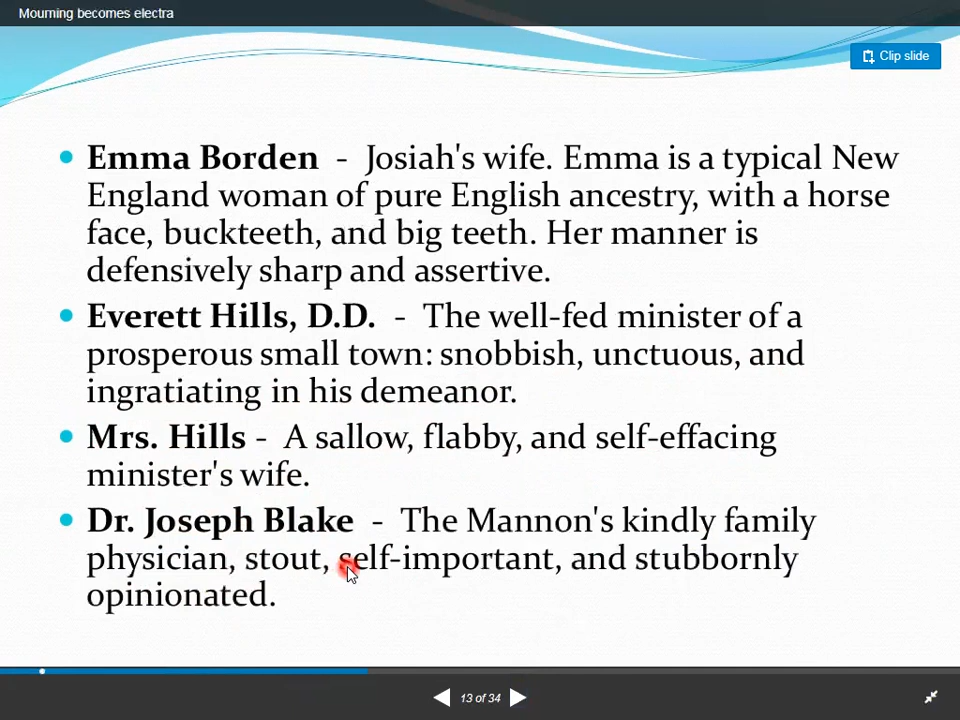 Mourning becomes electra
Clip slide
• Emma Borden - Josiah's wife. Emma is a typical New
England woman of pure English ancestry, with a horse
face, buckteeth, and big teeth. Her manner is
defensively sharp and assertive.
• Everett Hills, D.D. - The well-fed minister of a
prosperous small town: snobbish, unctuous, and
ingratiating in his demeanor.
• Mrs. Hills - A sallow, flabby, and self-effacing
minister's wife.
• Dr. Joseph Blake - The Mannon's kindly family
physician, stout, self-important, and stubbornly
opinionated.
13 of 34